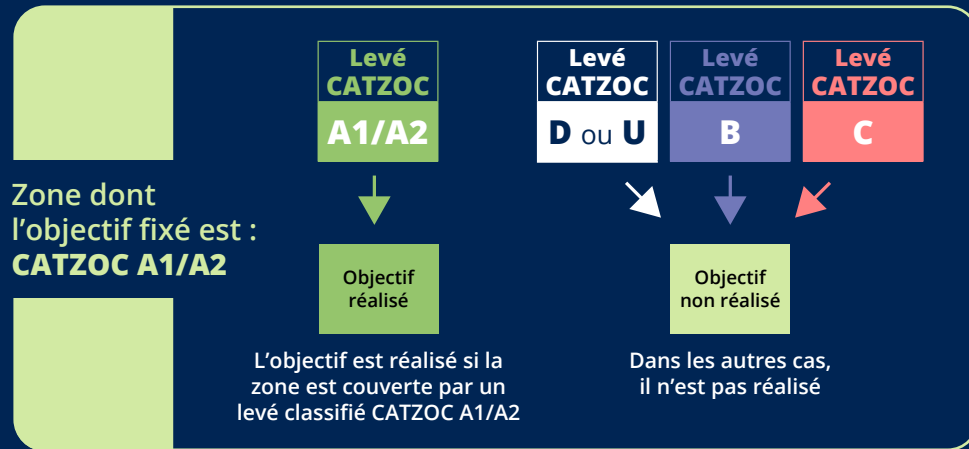 Zone dont
l'objectif fixé est :
CATZOC A1/A2
Levé
CATZOC
A1/A2
Objectif
réalisé
L'objectif est réalisé si la
zone est couverte par un
levé classifié CATZOC A1/A2
Levé
CATZOC
D ou U
Levé
CATZOC
B
Levé
CATZOC
C
Objectif
non réalisé
Dans les autres cas,
il n'est pas réalisé